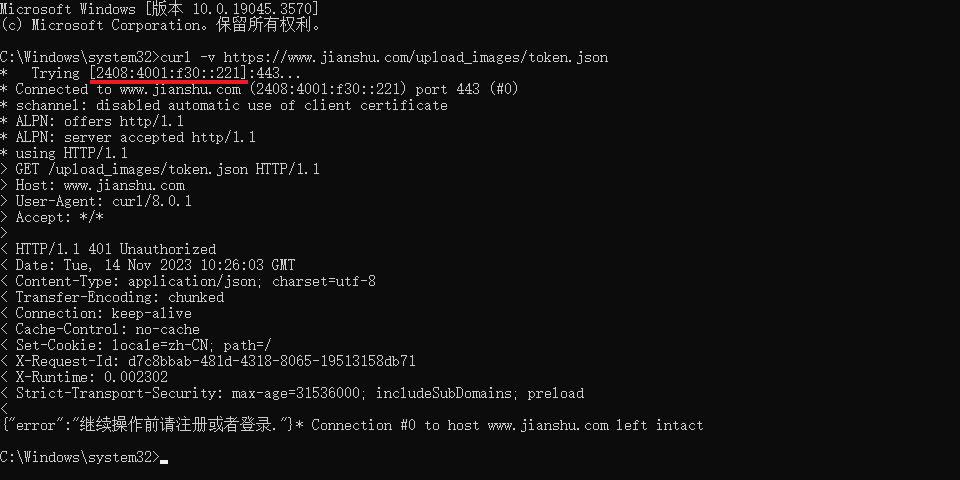 Microsoft Windows [版本 10.0.19045.3570]
(c) Microsoft Corporation。保留所有权利。
C:\Windows\system32>curl -v https://www.jianshu.com/upload_images/token.json
*   Trying [2408:4001:f30::221]:443...
* Connected to www.jianshu.com (2408:4001:f30::221) port 443 (#0)
* schannel: disabled automatic use of client certificate
* ALPN: offers http/1.1
* ALPN: server accepted http/1.1
* using HTTP/1.1
> GET /upload_images/token.json HTTP/1.1
> Host: www.jianshu.com
> User-Agent: curl/8.0.1
> Accept: */*
>
< HTTP/1.1 401 Unauthorized
< Date: Tue, 14 Nov 2023 10:26:03 GMT
< Content-Type: application/json; charset=utf-8
< Transfer-Encoding: chunked
< Connection: keep-alive
< Cache-Control: no-cache
< Set-Cookie: locale=zh-CN; path=/
< X-Request-Id: d7c8bbab-481d-4318-8065-19513158db71
< X-Runtime: 0.002302
< Strict-Transport-Security: max-age=31536000; includeSubDomains; preload
<
{"error":"继续操作前请注册或者登录."}* Connection #0 to host www.jianshu.com left intact
C:\Windows\system32>